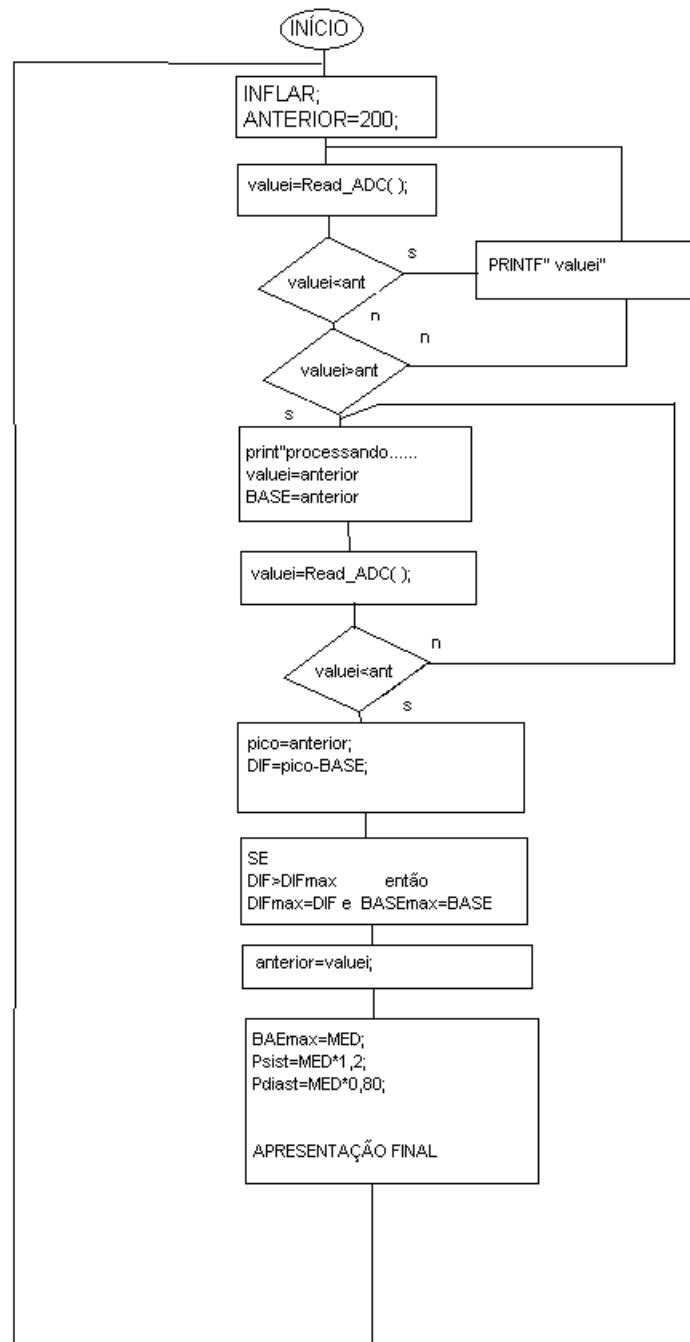 INÍCIO
INFLAR;
ANTERIOR=200;
valuei=Read_ADC( );
valuei<ant
s
PRINTF" valuei"
n
valuei>ant
n
s
print"processando......
valuei=anterior
BASE=anterior
valuei=Read_ADC( );
valuei<ant
n
s
pico=anterior;
DIF=pico-BASE;
SE
DIF>DIFmax então
DIFmax=DIF e BASEmax=BASE
anterior=valuei;
BAEmax=MED;
Psist=MED*1,2;
Pdiast=MED*0,80;
APRESENTAÇÃO FINAL